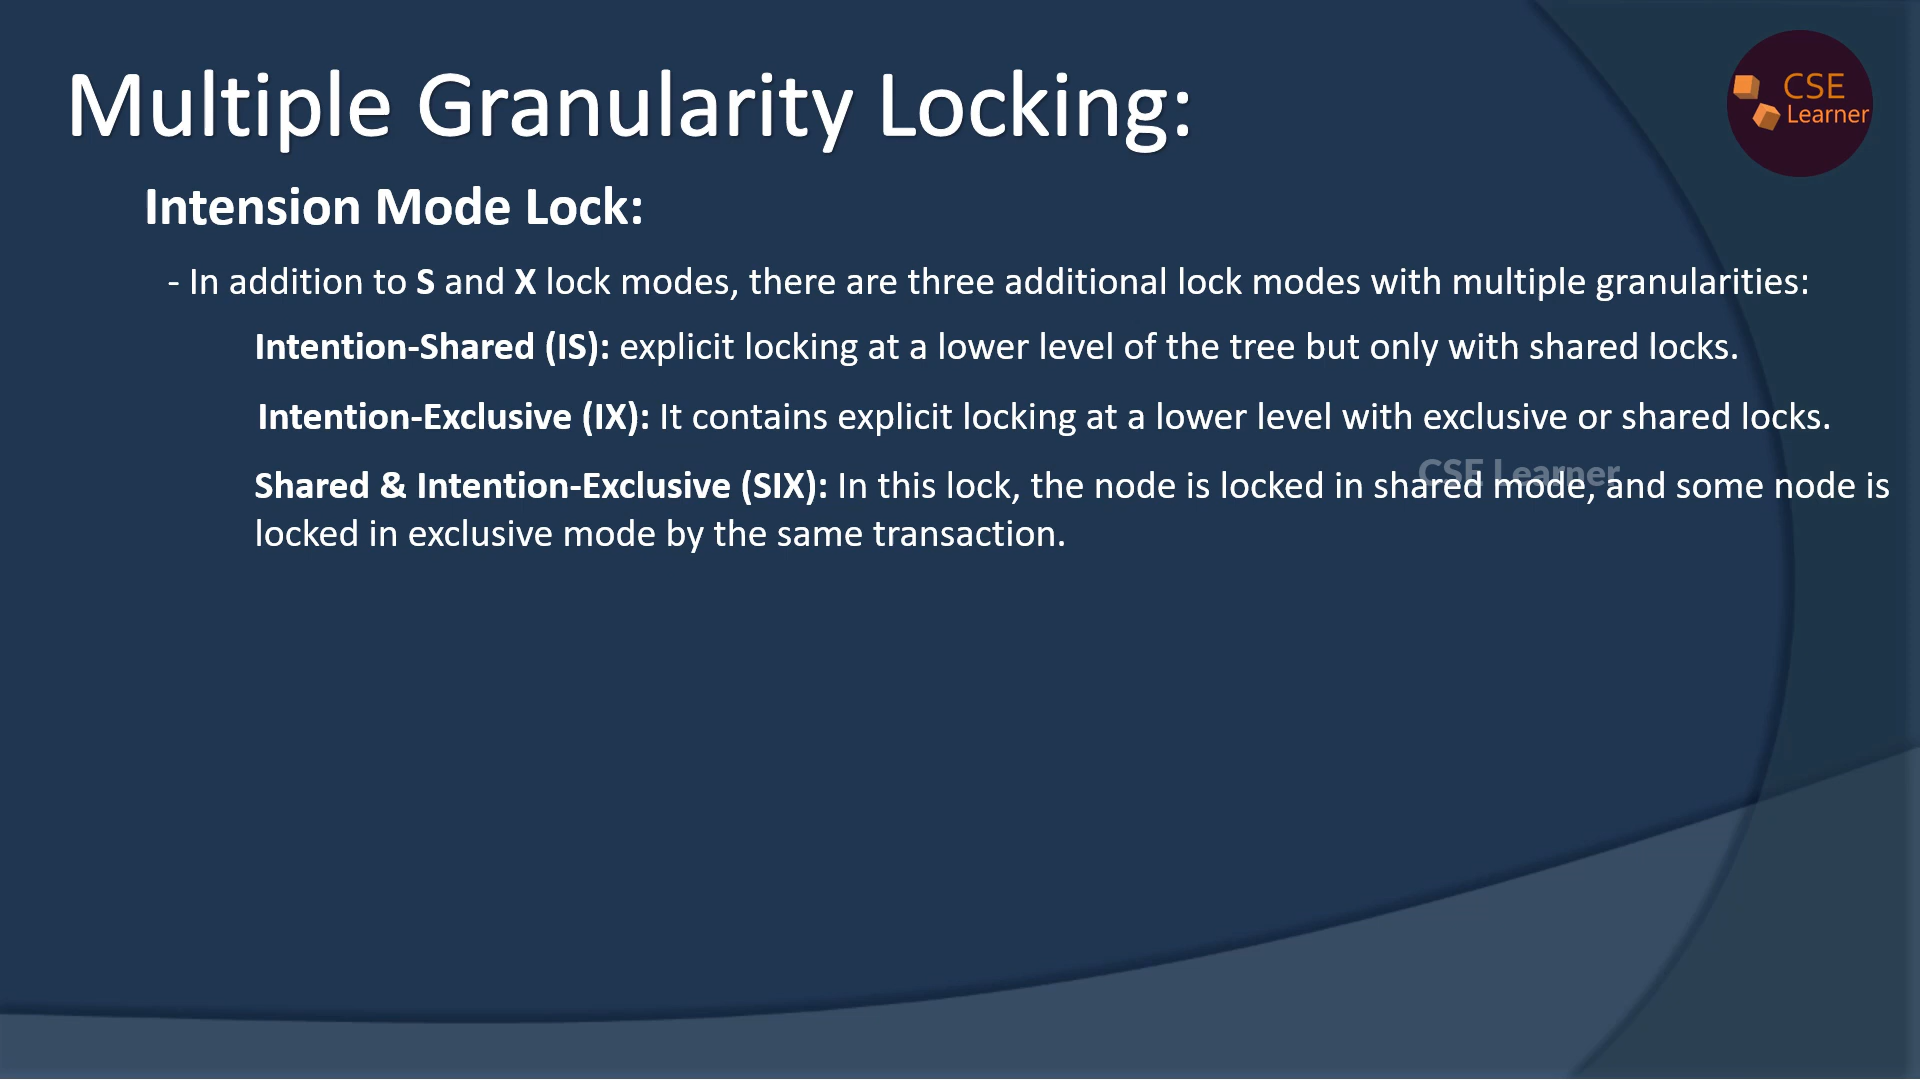 Multiple Granularity Locking:
CSE
Learner
Intension Mode Lock:
- In addition to S and X lock modes, there are three additional lock modes with multiple granularities:
Intention-Shared (IS): explicit locking at a lower level of the tree but only with shared locks.
Intention-Exclusive (IX): It contains explicit locking at a lower level with exclusive or shared locks.
CSE Learner
Shared & Intention-Exclusive (SIX): In this lock, the node is locked in shared mode, and some node is
locked in exclusive mode by the same transaction.